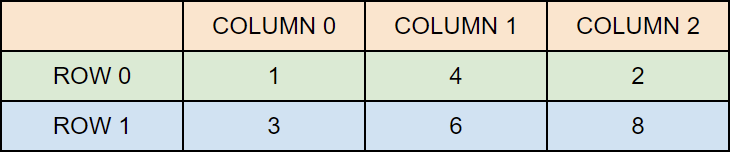 COLUMN 0 COLUMN 1 COLUMN 2
ROW 0 1 4 2
ROW 1 3 6 8